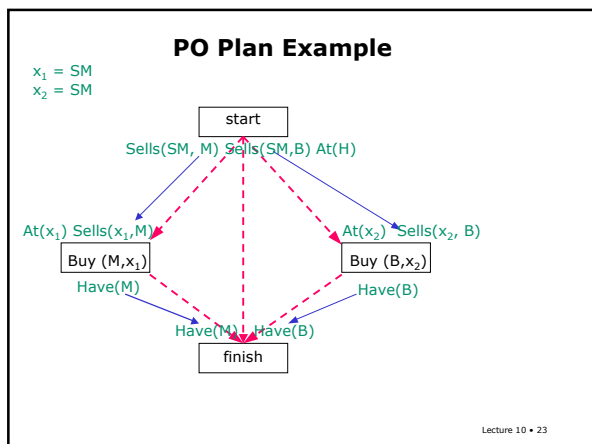 PO Plan Example
x₁ = SM
x₂ = SM
start
Sells(SM, M) Sells(SM,B) At(H)
At(x₁) Sells(x₁,M)
At(x₂) Sells(x₂, B)
Buy (M,x₁)
Buy (B,x₂)
Have(M)
Have(B)
Have(M) Have(B)
finish
Lecture 10 • 23